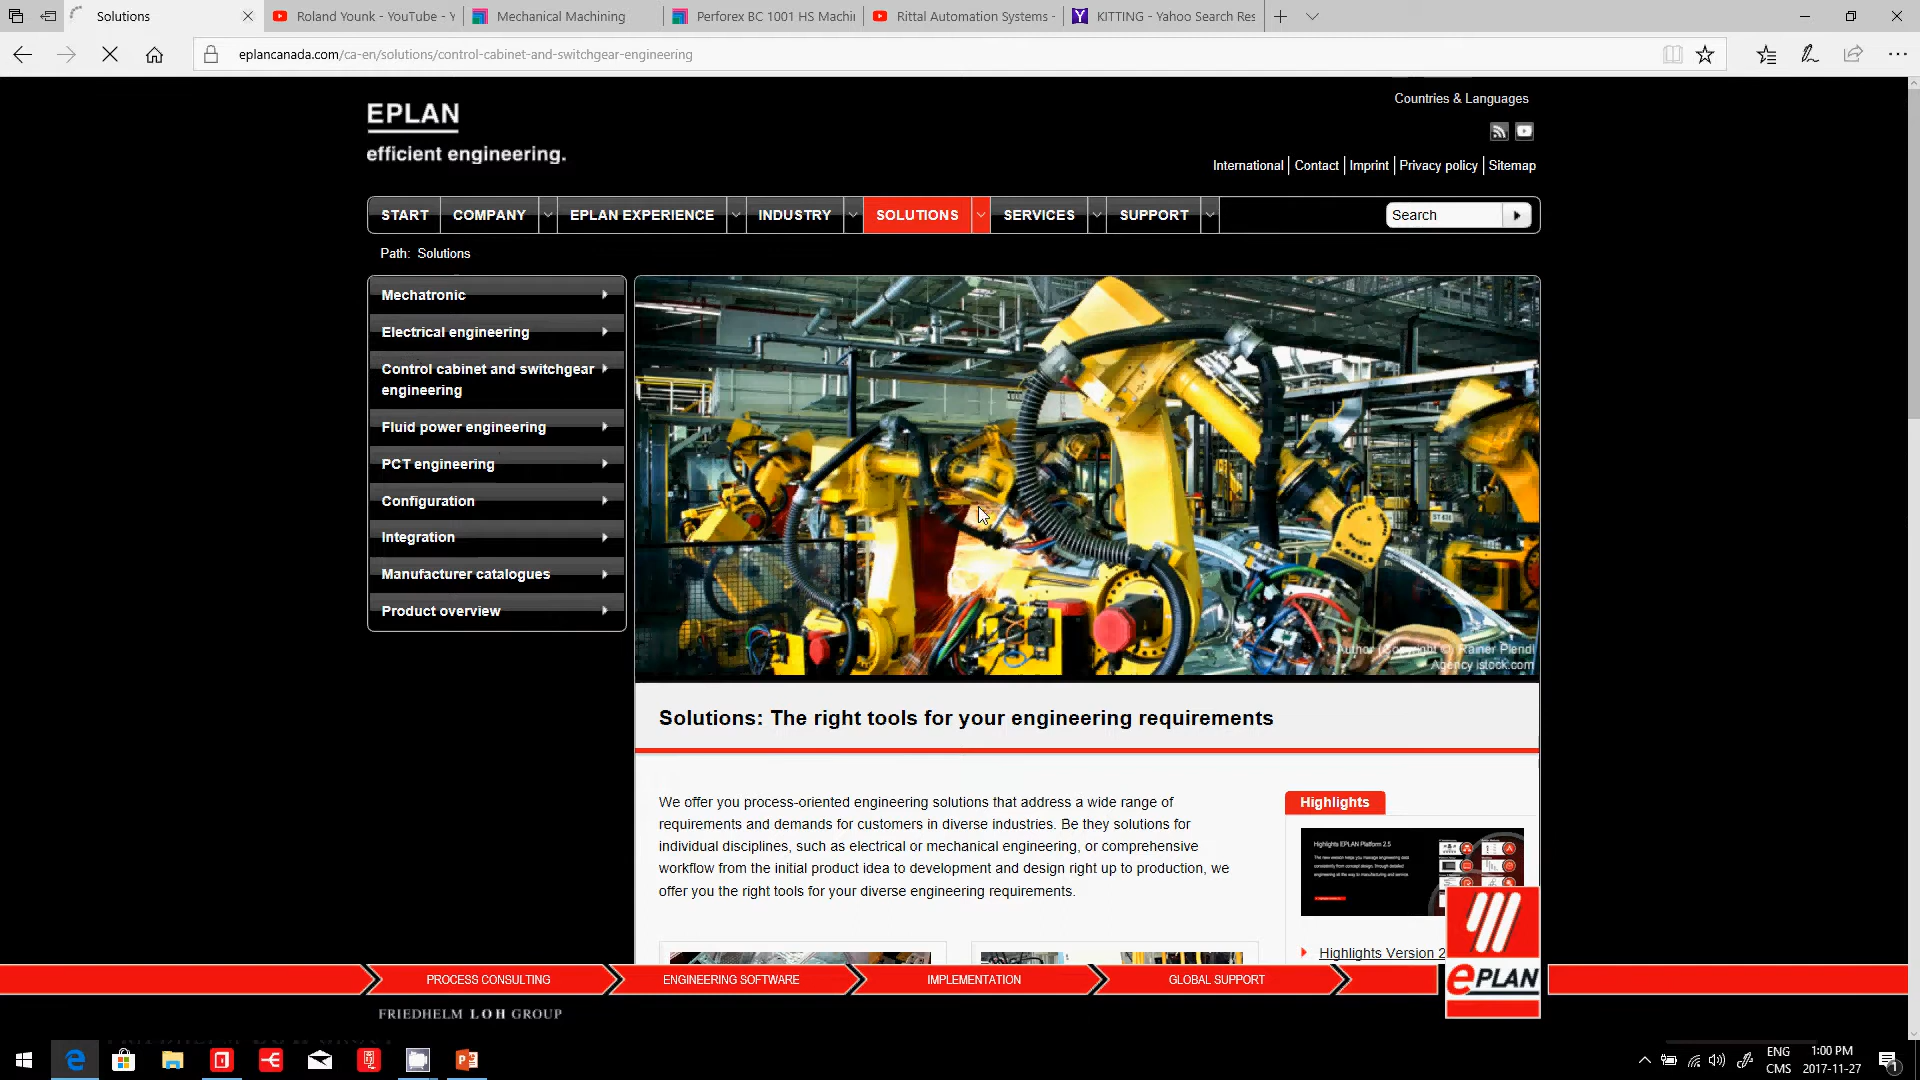 Solutions
Roland Younk - YouTube - Y
Mechanical Machining
Perforex BC 1001 HS Machin
Rittal Automation Systems -
KITTING - Yahoo Search Res
eplancanada.com/ca-en/solutions/control-cabinet-and-switchgear-engineering
Countries & Languages
EPLAN
efficient engineering.
International
Contact
Imprint
Privacy policy
Sitemap
START
COMPANY
EPLAN EXPERIENCE
INDUSTRY
SOLUTIONS
SERVICES
SUPPORT
Search
Path: Solutions
Mechatronic
Electrical engineering
Control cabinet and switchgear
engineering
Fluid power engineering
PCT engineering
Configuration
Integration
Manufacturer catalogues
Product overview
Author (Copyright ©) Rainer Plendl
Agency istock.com
Solutions: The right tools for your engineering requirements
We offer you process-oriented engineering solutions that address a wide range of
requirements and demands for customers in diverse industries. Be they solutions for
individual disciplines, such as electrical or mechanical engineering, or comprehensive
workflow from the initial product idea to development and design right up to production, we
offer you the right tools for your diverse engineering requirements.
Highlights
Highlights EPLAN Platform 2.5
Highlights Version 2
ePLAN
PROCESS CONSULTING
ENGINEERING SOFTWARE
IMPLEMENTATION
GLOBAL SUPPORT
FRIEDHELM LOH GROUP
ENG
CMS
1:00 PM
2017-11-27
1